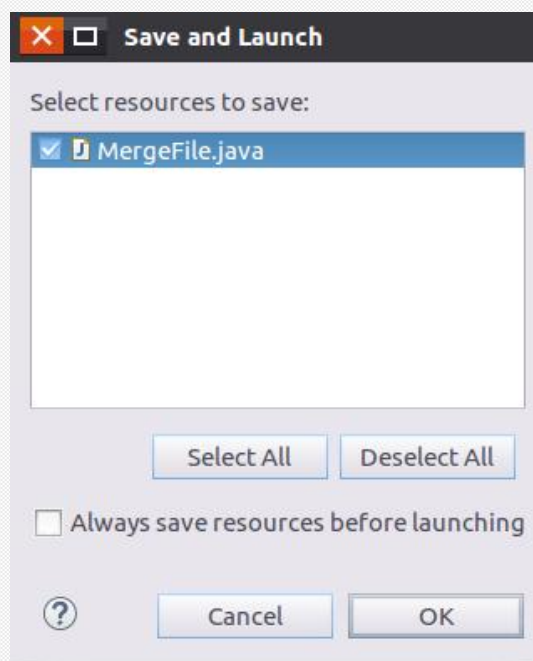 Save and Launch
Select resources to save:
MergeFile.java
Select All Deselect All
Always save resources before launching
? Cancel OK